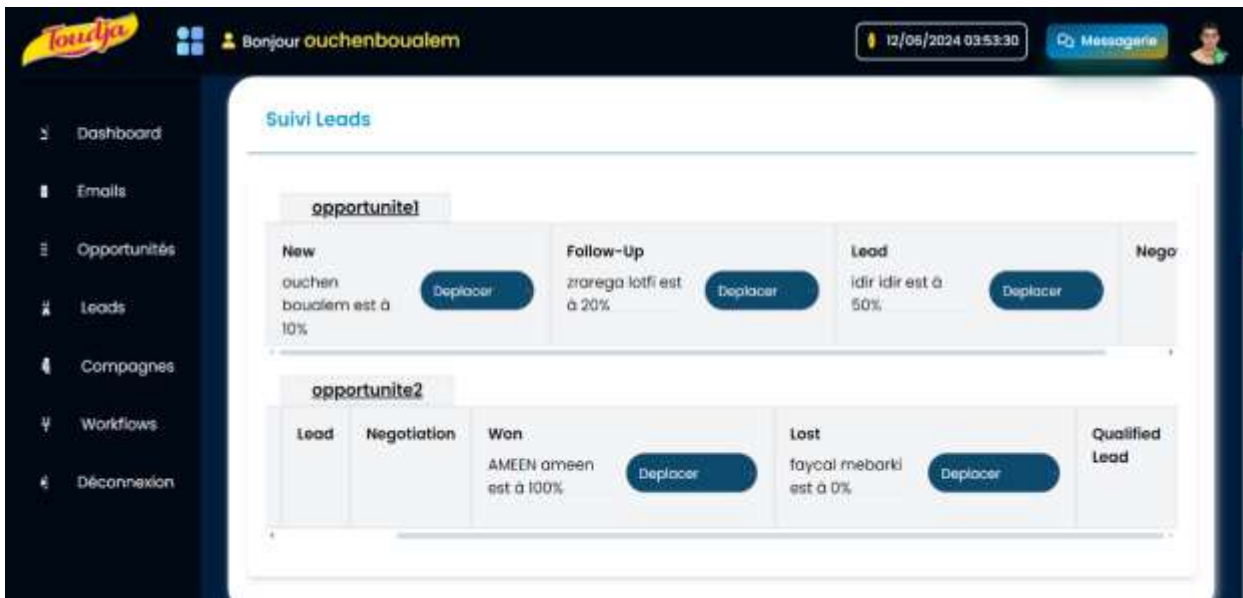 Toudja
Bonjour ouchenboualem
12/06/2024 03:53:30
Messagerie
Dashboard
Emails
Opportunités
Leads
Compagnes
Workflows
Déconnexion
Suivi Leads
opportunite1
New
ouchen
boualem est à
10%
Deplacer
Follow-Up
zrarega lotfi est
à 20%
Deplacer
Lead
idir idir est à
50%
Deplacer
Nego
opportunite2
Lead
Negotiation
Won
AMEEN ameen
est à 100%
Deplacer
Lost
faycal mebarki
est à 0%
Deplacer
Qualified
Lead